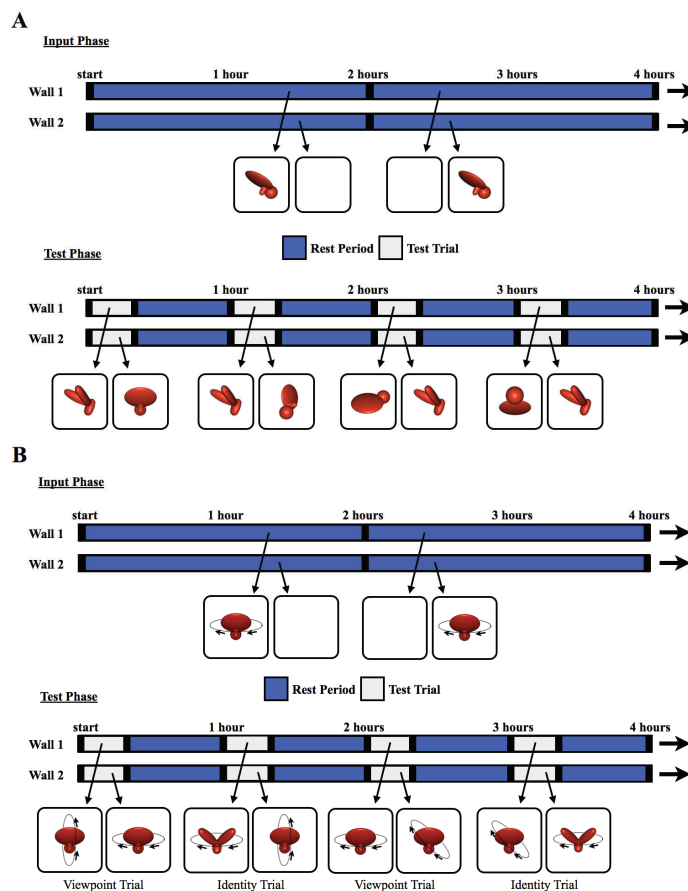 A
Input Phase
start 1 hour 2 hours 3 hours 4 hours
Wall 1
Wall 2
Rest Period Test Trial
Test Phase
start 1 hour 2 hours 3 hours 4 hours
Wall 1
Wall 2
B
Input Phase
start 1 hour 2 hours 3 hours 4 hours
Wall 1
Wall 2
Rest Period Test Trial
Test Phase
start 1 hour 2 hours 3 hours 4 hours
Wall 1
Wall 2
Viewpoint Trial Identity Trial Viewpoint Trial Identity Trial